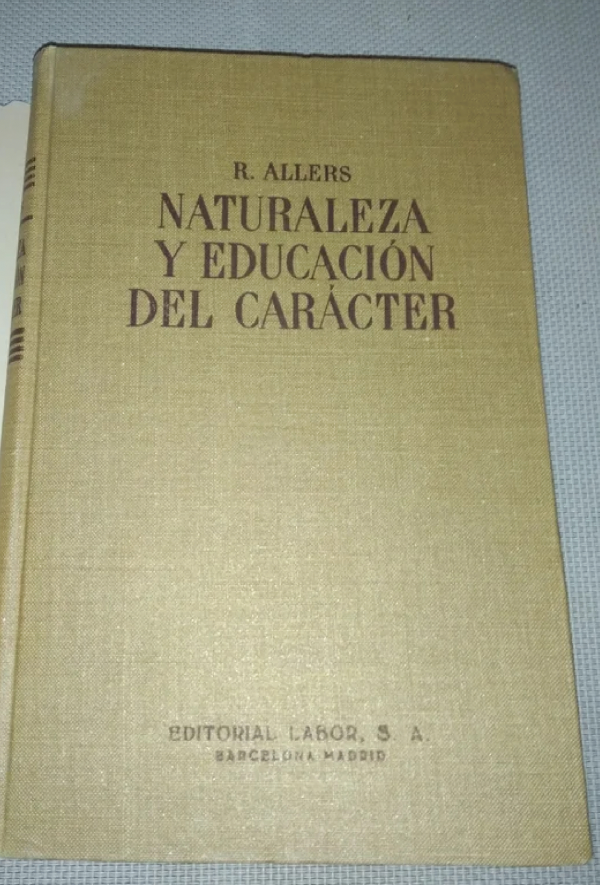 R. ALLERS
NATURALEZA
Y EDUCACIÓN
DEL CARÁCTER
EDITORIAL LABOR, S. A.
BARCELONA MADRID